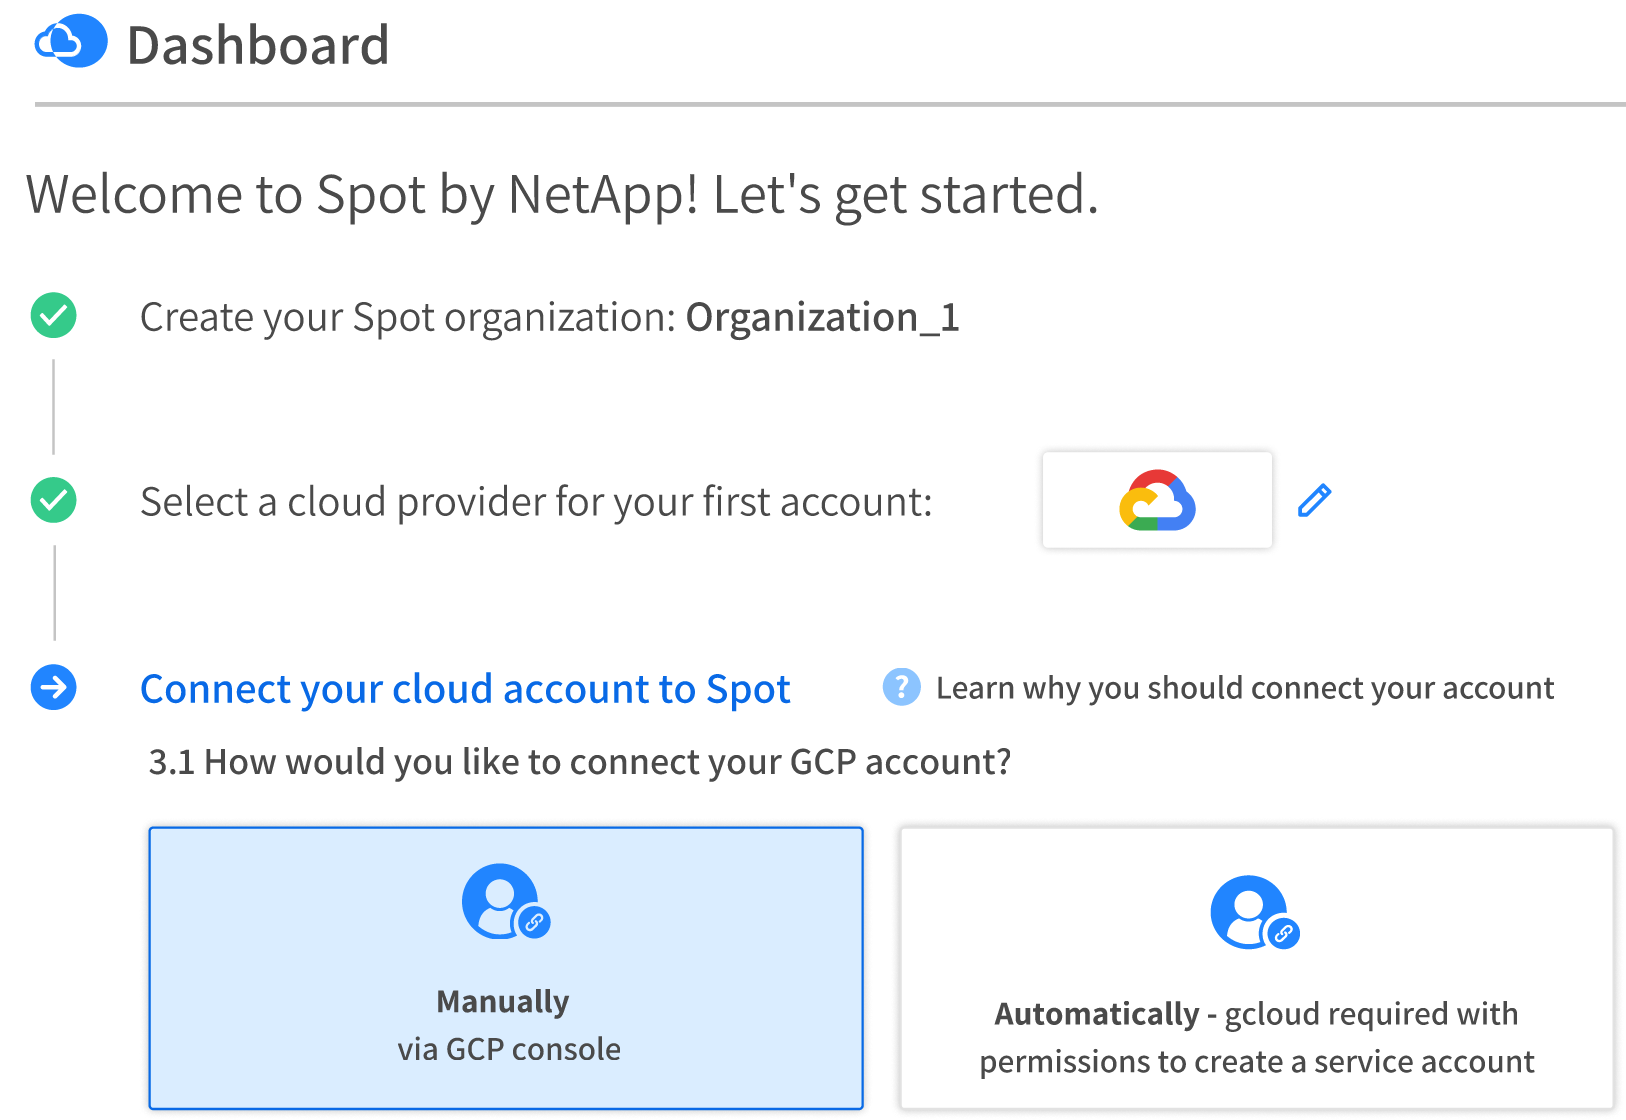 Dashboard
Welcome to Spot by NetApp! Let's get started.
Create your Spot organization: Organization_1
Select a cloud provider for your first account:
Connect your cloud account to Spot
? Learn why you should connect your account
3.1 How would you like to connect your GCP account?
Manually
via GCP console
Automatically - gcloud required with
permissions to create a service account